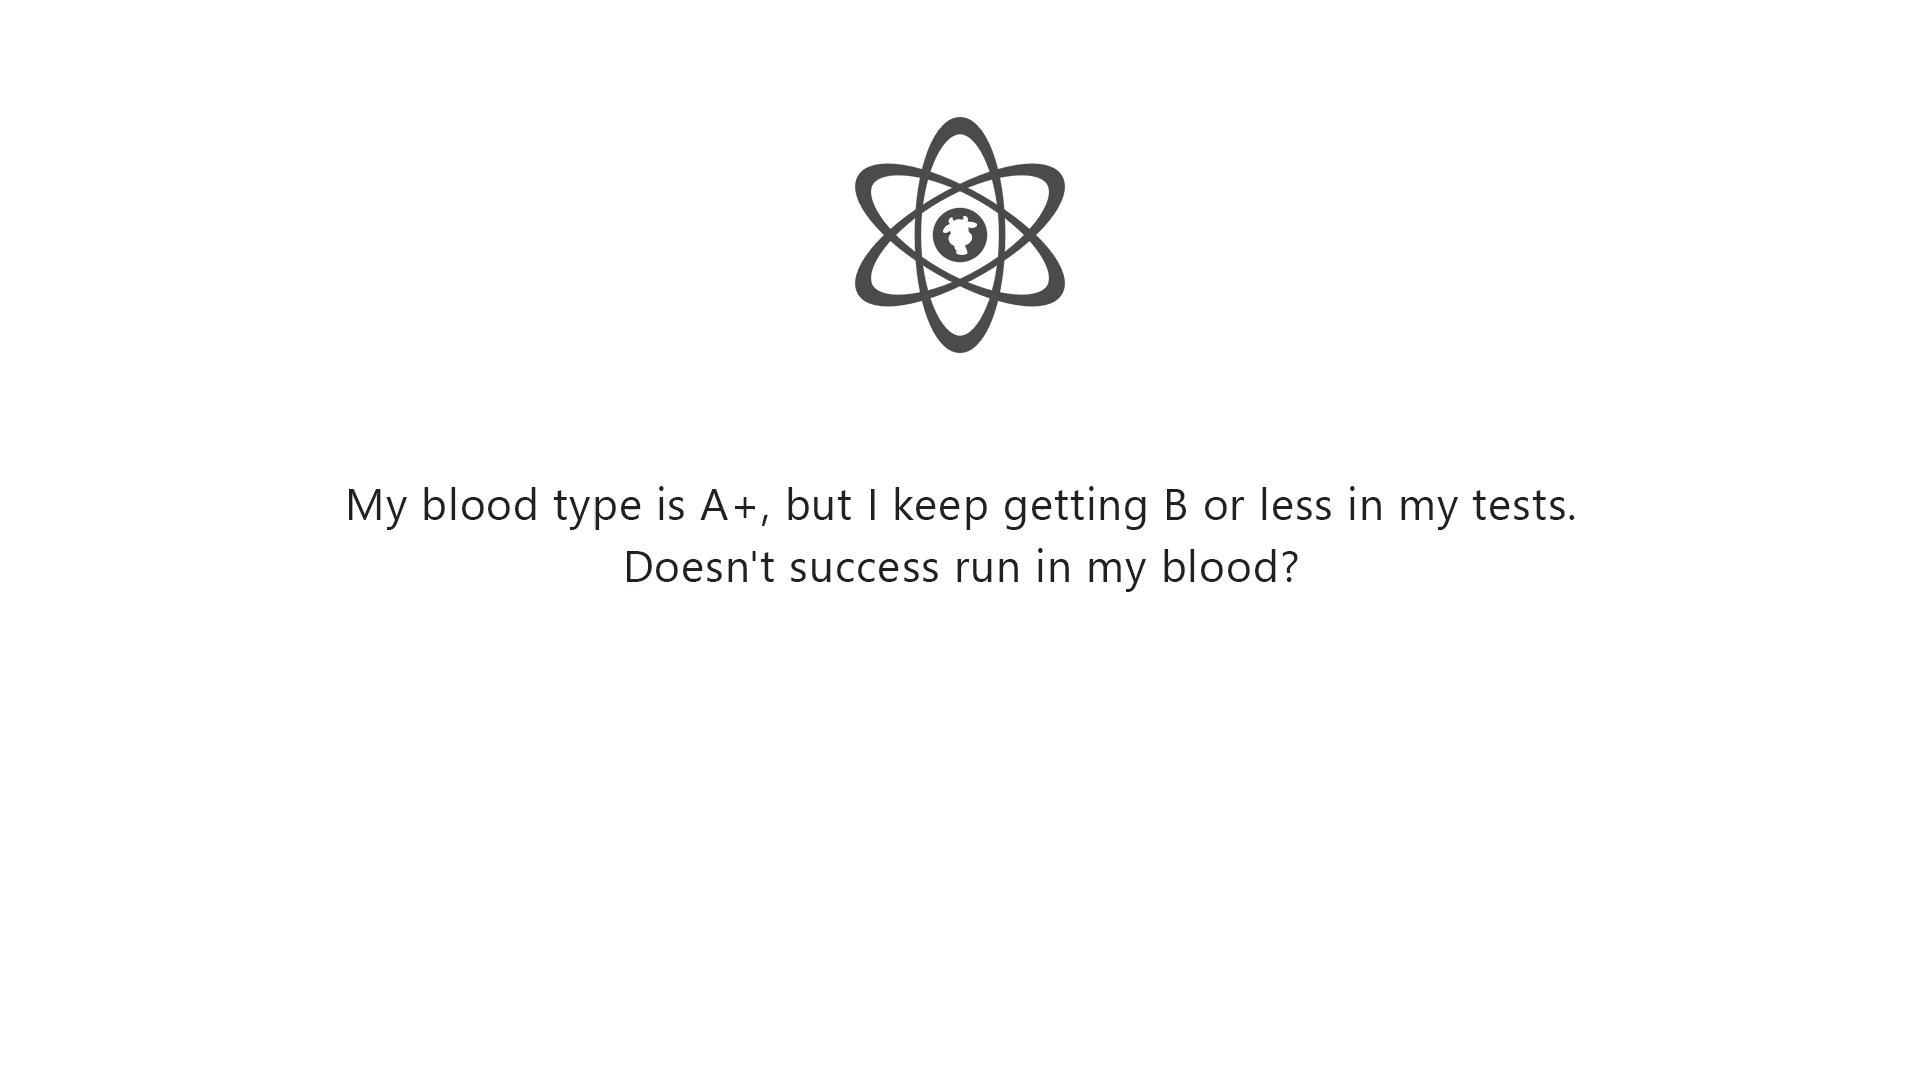 My blood type is A+, but I keep getting B or less in my tests.
Doesn't success run in my blood?